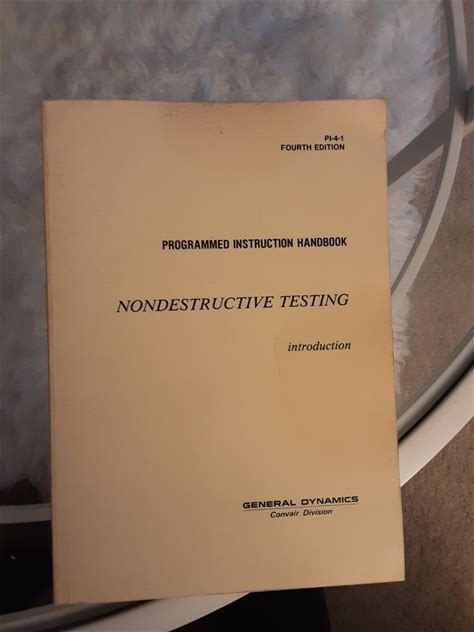 PI-4-1
FOURTH EDITION
PROGRAMMED INSTRUCTION HANDBOOK
NONDESTRUCTIVE TESTING
introduction
GENERAL DYNAMICS
Convair Division